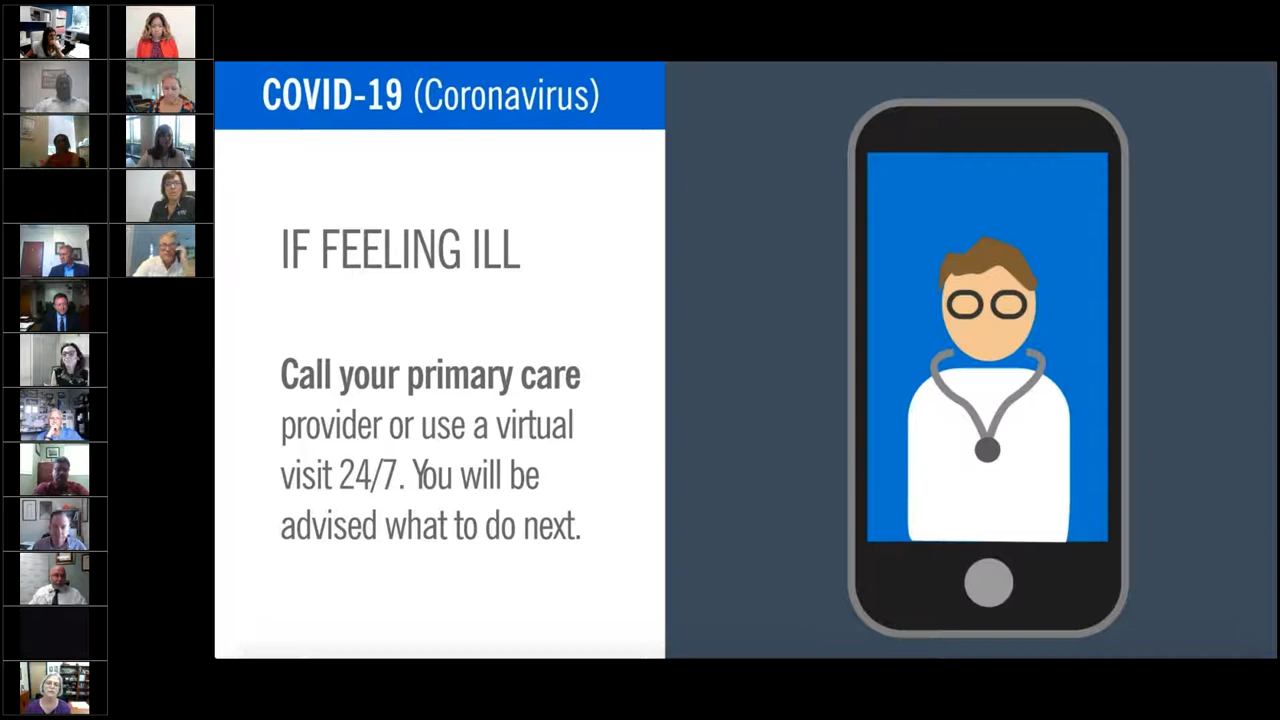 COVID-19 (Coronavirus)
IF FEELING ILL
Call your primary care
provider or use a virtual
visit 24/7. You will be
advised what to do next.